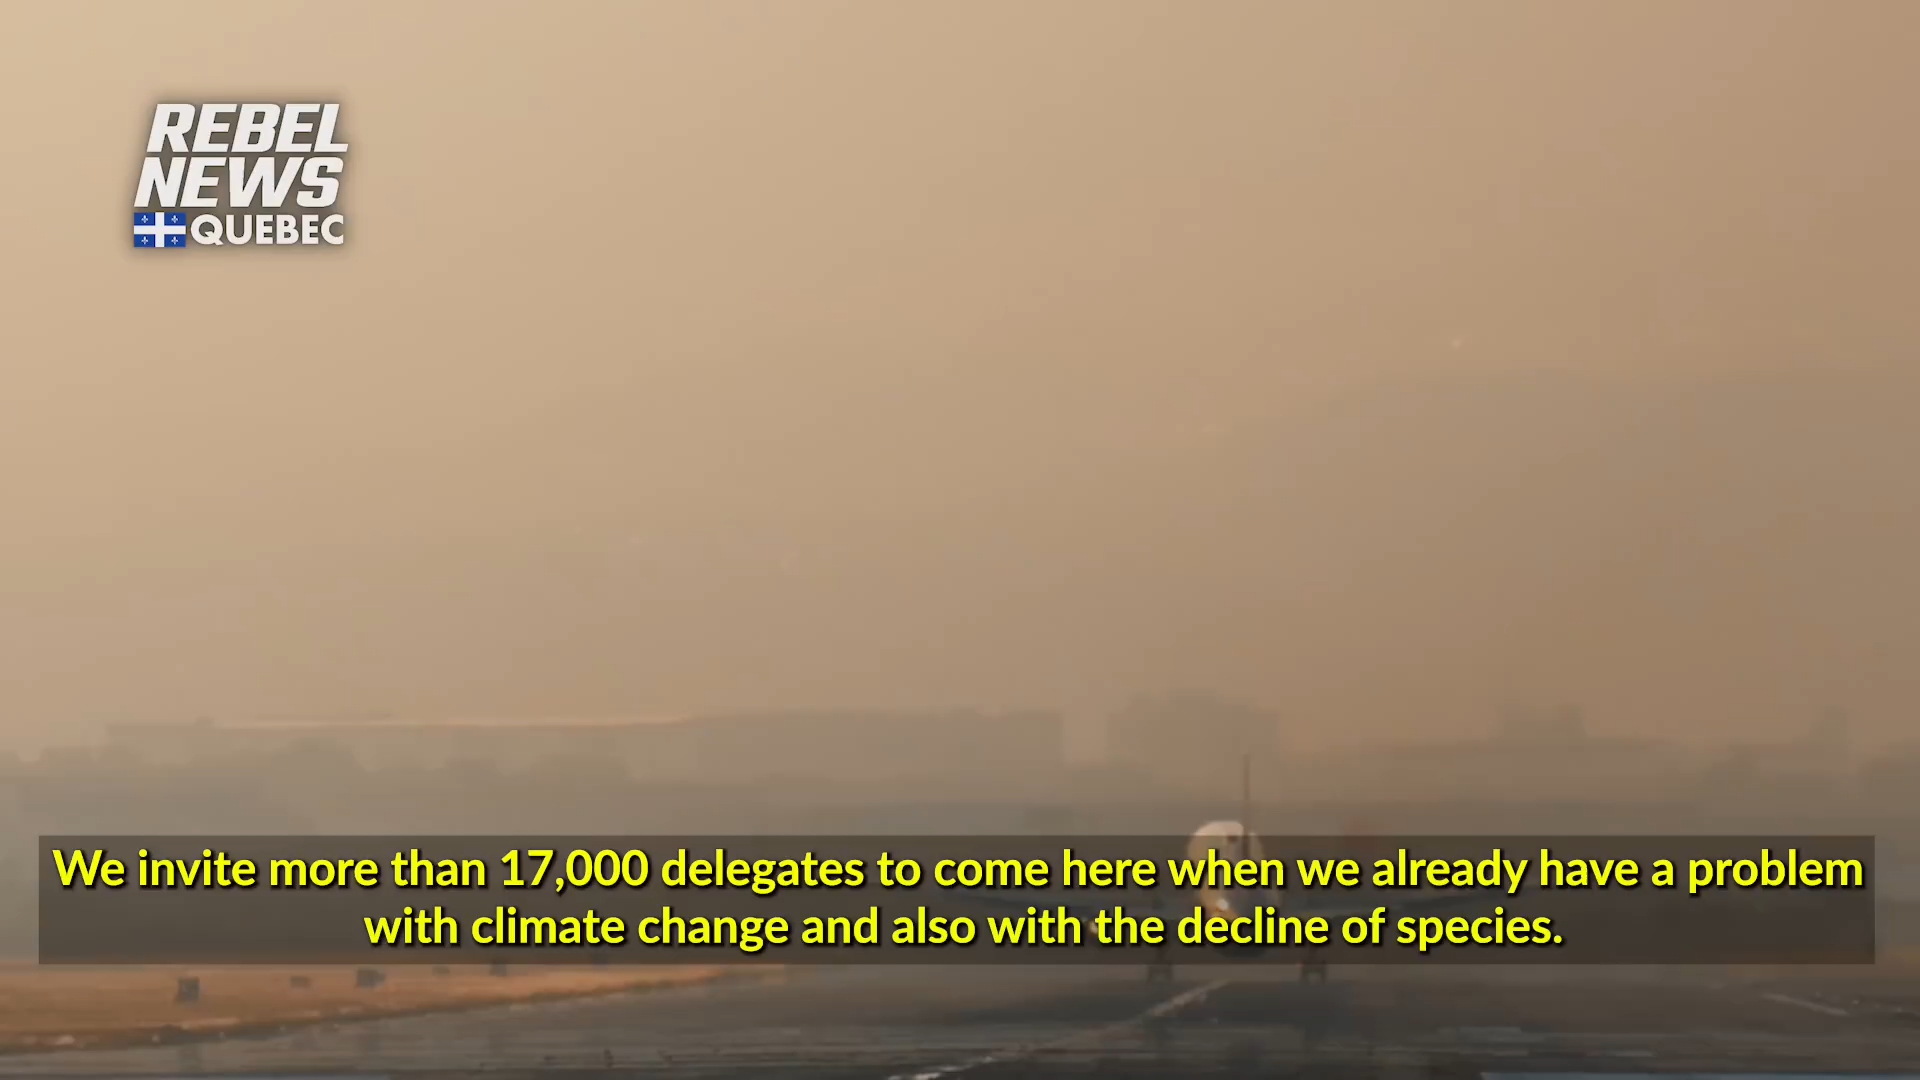 REBEL
NEWS
QUEBEC
We invite more than 17,000 delegates to come here when we already have a problem
with climate change and also with the decline of species.